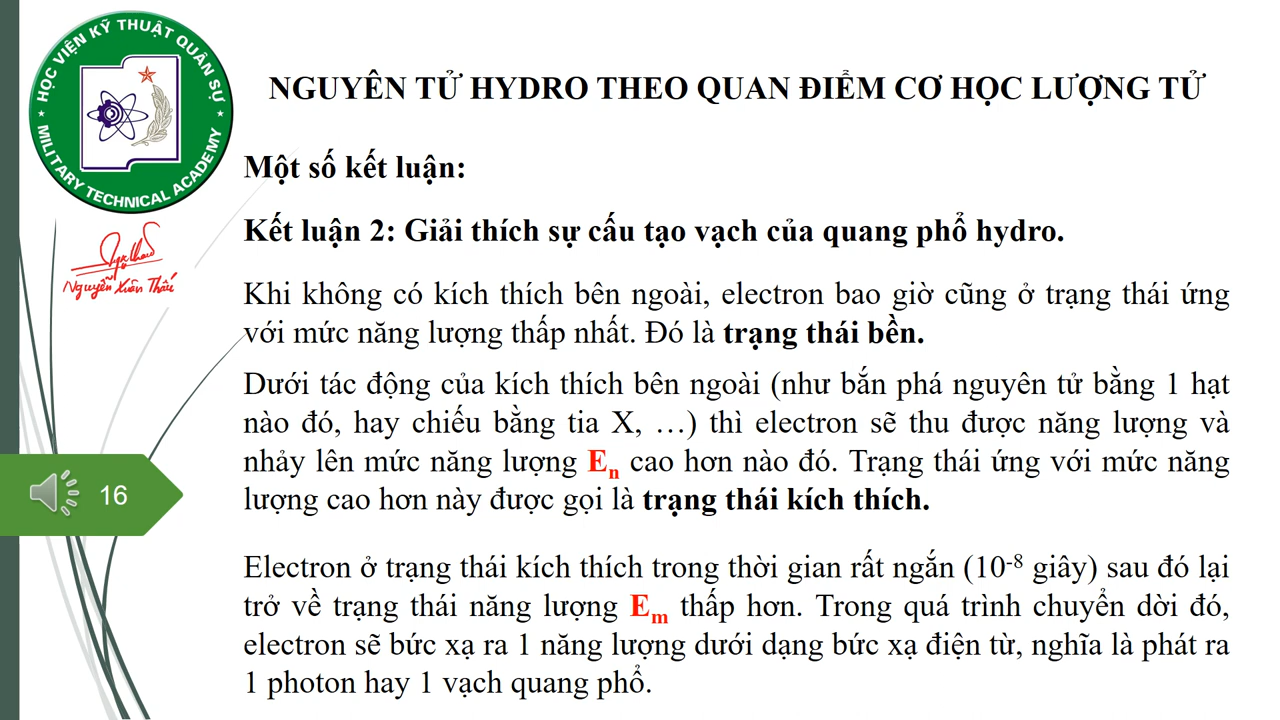 HỌC VIỆN KỸ THUẬT QUÂN SỰ
MILITARY TECHNICAL ACADEMY
NGUYÊN TỬ HYDRO THEO QUAN ĐIỂM CƠ HỌC LƯỢNG TỬ
Một số kết luận:
Kết luận 2: Giải thích sự cấu tạo vạch của quang phổ hydro.
Nguyễn Xuân Thấu
Khi không có kích thích bên ngoài, electron bao giờ cũng ở trạng thái ứng
với mức năng lượng thấp nhất. Đó là trạng thái bền.
Dưới tác động của kích thích bên ngoài (như bắn phá nguyên tử bằng 1 hạt
nào đó, hay chiếu bằng tia X, …) thì electron sẽ thu được năng lượng và
nhảy lên mức năng lượng Eₙ cao hơn nào đó. Trạng thái ứng với mức năng
lượng cao hơn này được gọi là trạng thái kích thích.
16
Electron ở trạng thái kích thích trong thời gian rất ngắn (10⁻⁸ giây) sau đó lại
trở về trạng thái năng lượng Eₘ thấp hơn. Trong quá trình chuyển dời đó,
electron sẽ bức xạ ra 1 năng lượng dưới dạng bức xạ điện từ, nghĩa là phát ra
1 photon hay 1 vạch quang phổ.